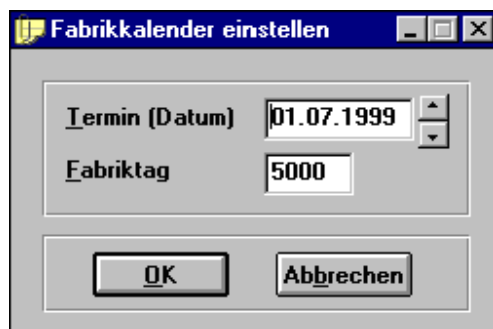 Fabrikkalender einstellen
Termin (Datum) 01.07.1999
Fabriktag 5000
OK Abbrechen